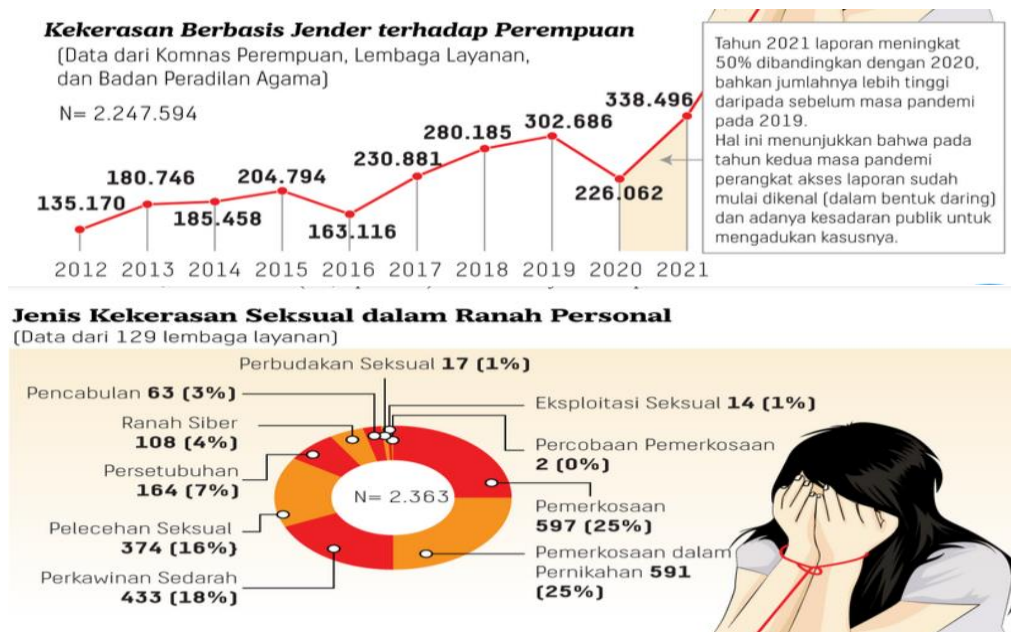 Kekerasan Berbasis Jender terhadap Perempuan
(Data dari Komnas Perempuan, Lembaga Layanan,
dan Badan Peradilan Agama)
N= 2.247.594
135.170
180.746
185.458
204.794
163.116
230.881
280.185
302.686
226.062
338.496
2012 2013 2014 2015 2016 2017 2018 2019 2020 2021
Tahun 2021 laporan meningkat
50% dibandingkan dengan 2020,
bahkan jumlahnya lebih tinggi
daripada sebelum masa pandemi
pada 2019.
Hal ini menunjukkan bahwa pada
tahun kedua masa pandemi
perangkat akses laporan sudah
mulai dikenal (dalam bentuk daring)
dan adanya kesadaran publik untuk
mengadukan kasusnya.
Jenis Kekerasan Seksual dalam Ranah Personal
(Data dari 129 lembaga layanan)
Perbudakan Seksual 17 (1%)
Pencabulan 63 (3%)
Ranah Siber
108 (4%)
Persetubuhan
164 (7%)
Pelecehan Seksual
374 (16%)
Perkawinan Sedarah
433 (18%)
N= 2.363
Eksploitasi Seksual 14 (1%)
Percobaan Pemerkosaan
2 (0%)
Pemerkosaan
597 (25%)
Pemerkosaan dalam
Pernikahan 591
(25%)